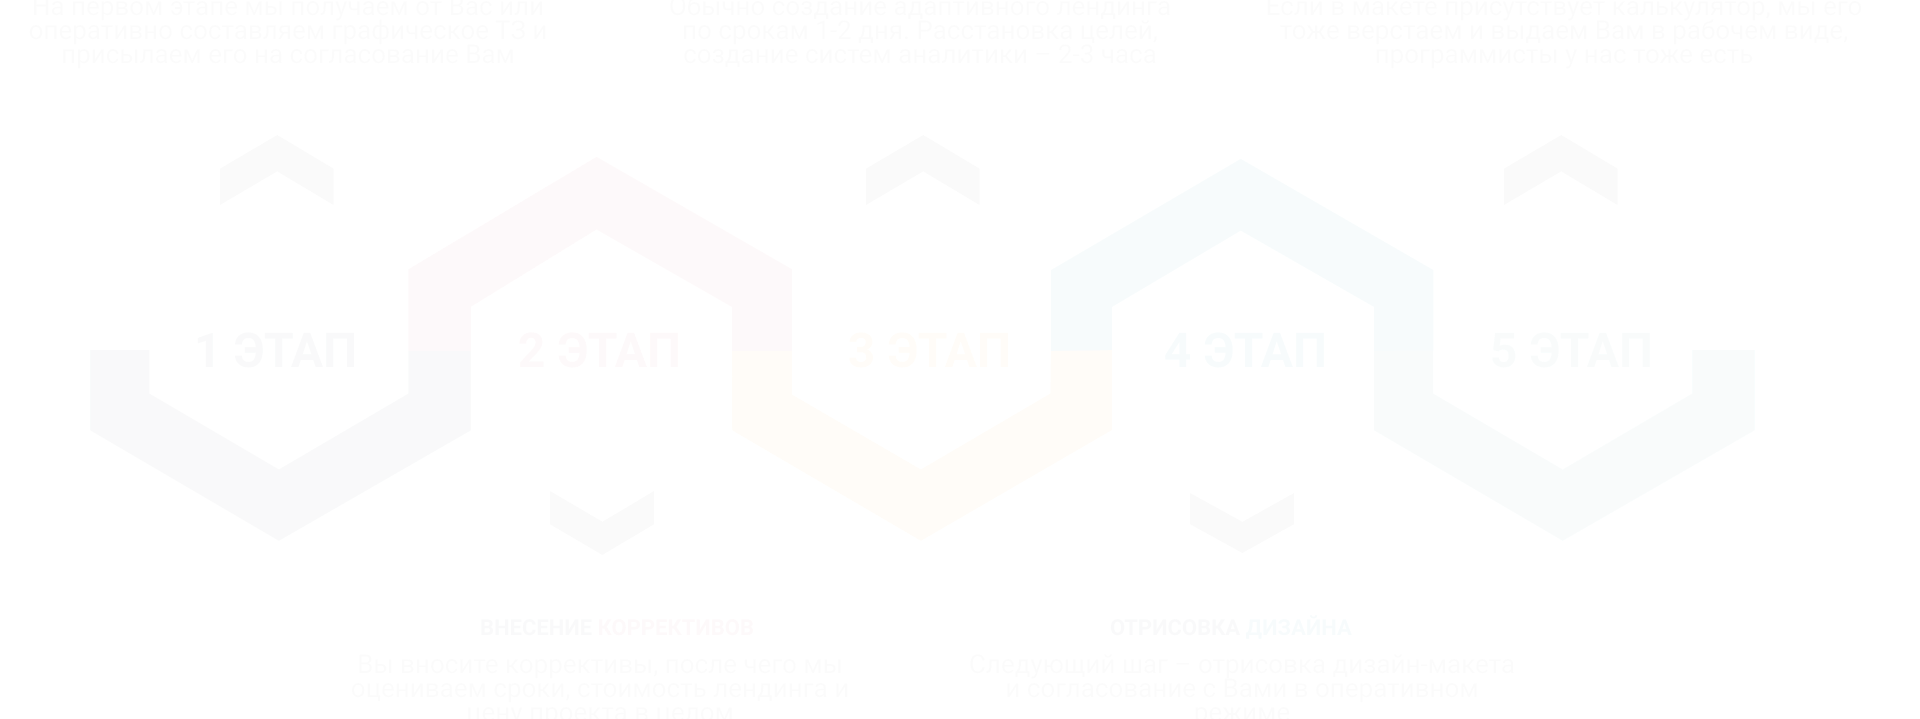 На первом этапе мы получаем от Вас или
оперативно составляем графическое ТЗ и
присылаем его на согласование Вам
Обычно создание адаптивного лендинга
по срокам 1-2 дня. Расстановка целей,
создание систем аналитики – 2-3 часа
Если в макете присутствует калькулятор, мы его
тоже верстаем и выдаем Вам в рабочем виде,
программисты у нас тоже есть
1 ЭТАП
2 ЭТАП
3 ЭТАП
4 ЭТАП
5 ЭТАП
ВНЕСЕНИЕ КОРРЕКТИВОВ
Вы вносите коррективы, после чего мы
оцениваем сроки, стоимость лендинга и
цену проекта в целом
ОТРИСОВКА ДИЗАЙНА
Следующий шаг – отрисовка дизайн-макета
и согласование с Вами в оперативном
режиме